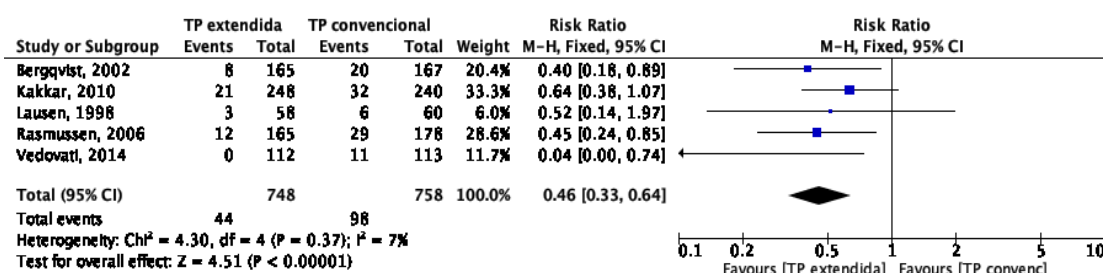 TP extendida TP convencional Risk Ratio Risk Ratio
Study or Subgroup Events Total Events Total Weight M-H, Fixed, 95% CI M-H, Fixed, 95% CI
Bergqvist, 2002 8 165 20 167 20.4% 0.40 [0.18, 0.89]
Kakkar, 2010 21 248 32 240 33.3% 0.64 [0.38, 1.07]
Lausen, 1998 3 58 6 60 6.0% 0.52 [0.14, 1.97]
Rasmussen, 2006 12 165 29 178 28.6% 0.45 [0.24, 0.85]
Vedovati, 2014 0 112 11 113 11.7% 0.04 [0.00, 0.74]
Total (95% CI) 748 758 100.0% 0.46 [0.33, 0.64]
Total events 44 98
Heterogeneity: Chi² = 4.30, df = 4 (P = 0.37); I² = 7%
Test for overall effect: Z = 4.51 (P < 0.00001)
0.1 0.2 0.5 1 2 5 10
Favours [TP extendida] Favours [TP convenc]